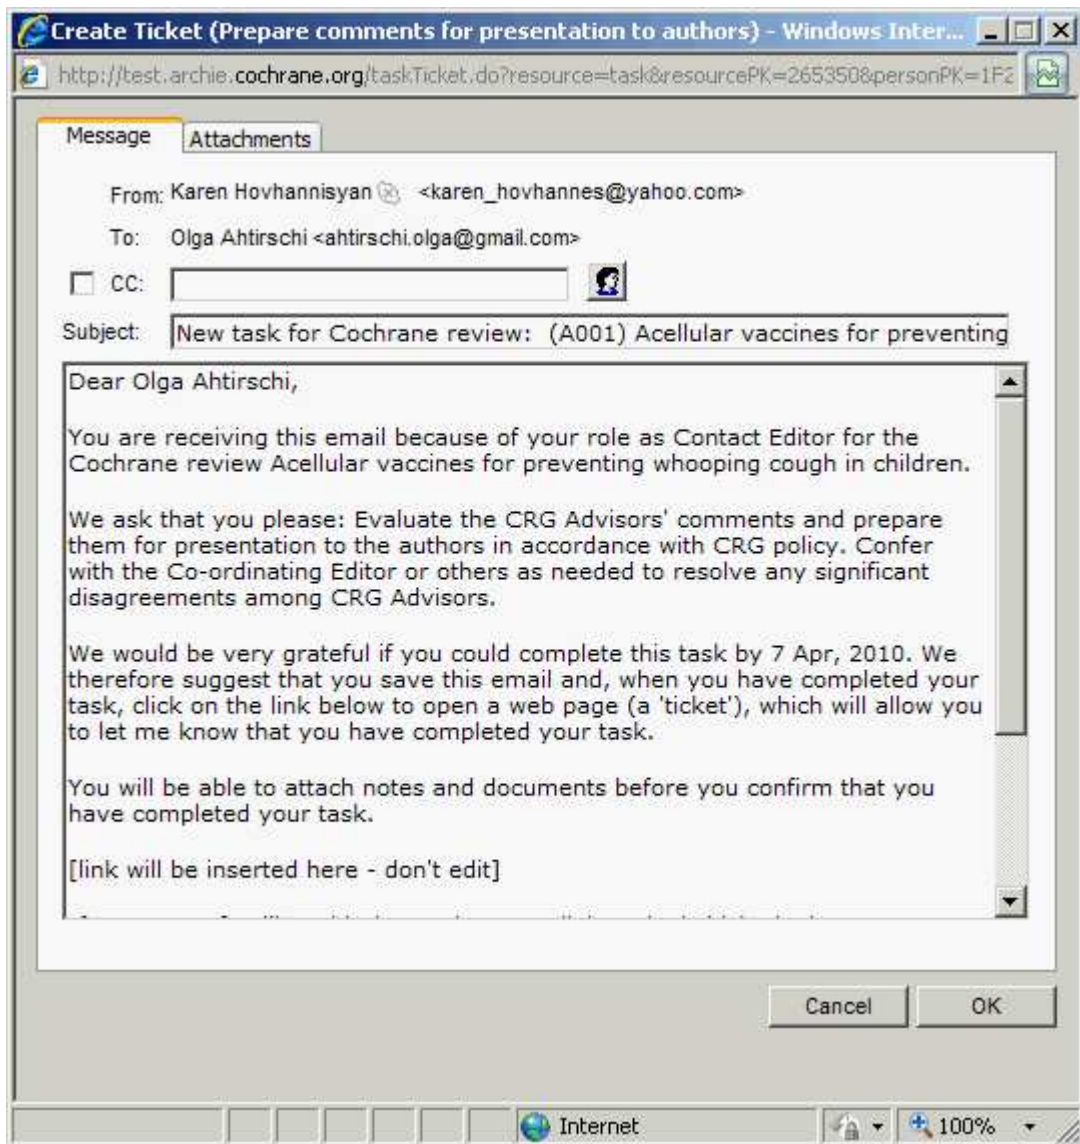 Create Ticket (Prepare comments for presentation to authors) - Windows Inter...
http://test.archie.cochrane.org/taskTicket.do?resource=task&resourcePK=265350&personPK=1F2
Message Attachments
From: Karen Hovhannisyan <karen_hovhannes@yahoo.com>
To: Olga Ahtirschi <ahtirschi.olga@gmail.com>
CC:
Subject: New task for Cochrane review: (A001) Acellular vaccines for preventing
Dear Olga Ahtirschi,
You are receiving this email because of your role as Contact Editor for the
Cochrane review Acellular vaccines for preventing whooping cough in children.
We ask that you please: Evaluate the CRG Advisors' comments and prepare
them for presentation to the authors in accordance with CRG policy. Confer
with the Co-ordinating Editor or others as needed to resolve any significant
disagreements among CRG Advisors.
We would be very grateful if you could complete this task by 7 Apr, 2010. We
therefore suggest that you save this email and, when you have completed your
task, click on the link below to open a web page (a 'ticket'), which will allow you
to let me know that you have completed your task.
You will be able to attach notes and documents before you confirm that you
have completed your task.
[link will be inserted here - don't edit]
Cancel OK
Internet 100%